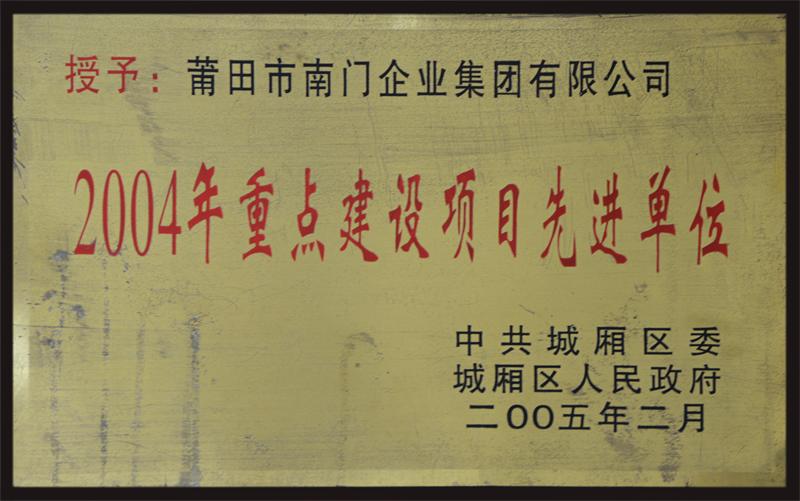 授予：莆田市南门企业集团有限公司
2004年重点建设项目先进单位
中共城厢区委
城厢区人民政府
二OO五年二月